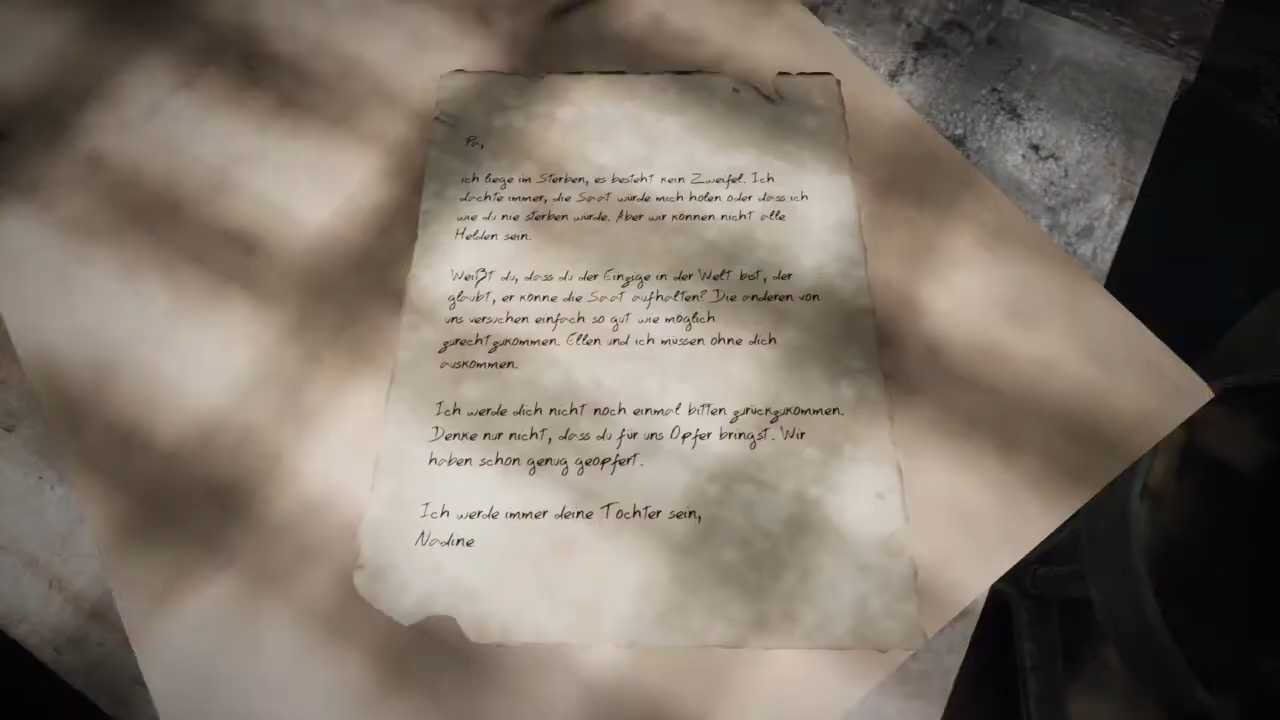 Pa,
ich liege im Sterben, es besteht kein Zweifel. Ich
dachte immer, die Saat würde mich holen oder dass ich
wie du nie sterben würde. Aber wir können nicht alle
Helden sein.
Weißt du, dass du der Einzige in der Welt bist, der
glaubt, er könne die Saat aufhalten? Die anderen von
uns versuchen einfach so gut wie möglich
zurechtzukommen. Ellen und ich müssen ohne dich
auskommen.
Ich werde dich nicht noch einmal bitten zurückzukommen.
Denke nur nicht, dass du für uns Opfer bringst. Wir
haben schon genug geopfert.
Ich werde immer deine Tochter sein,
Nadine